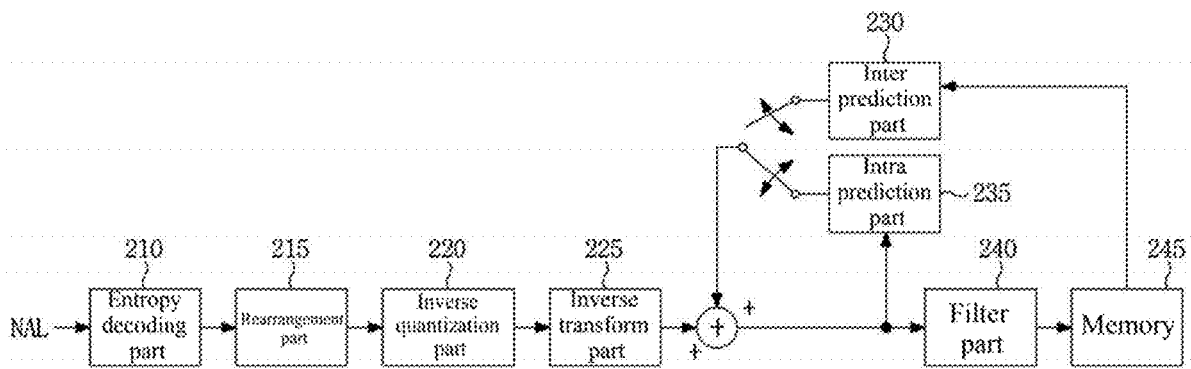 230
Inter
prediction
part
Intra
prediction
part
235
210
215
220
225
240
245
NAL
Entropy
decoding
part
Rearrangement
part
Inverse
quantization
part
Inverse
transform
part
+
+
+
Filter
part
Memory